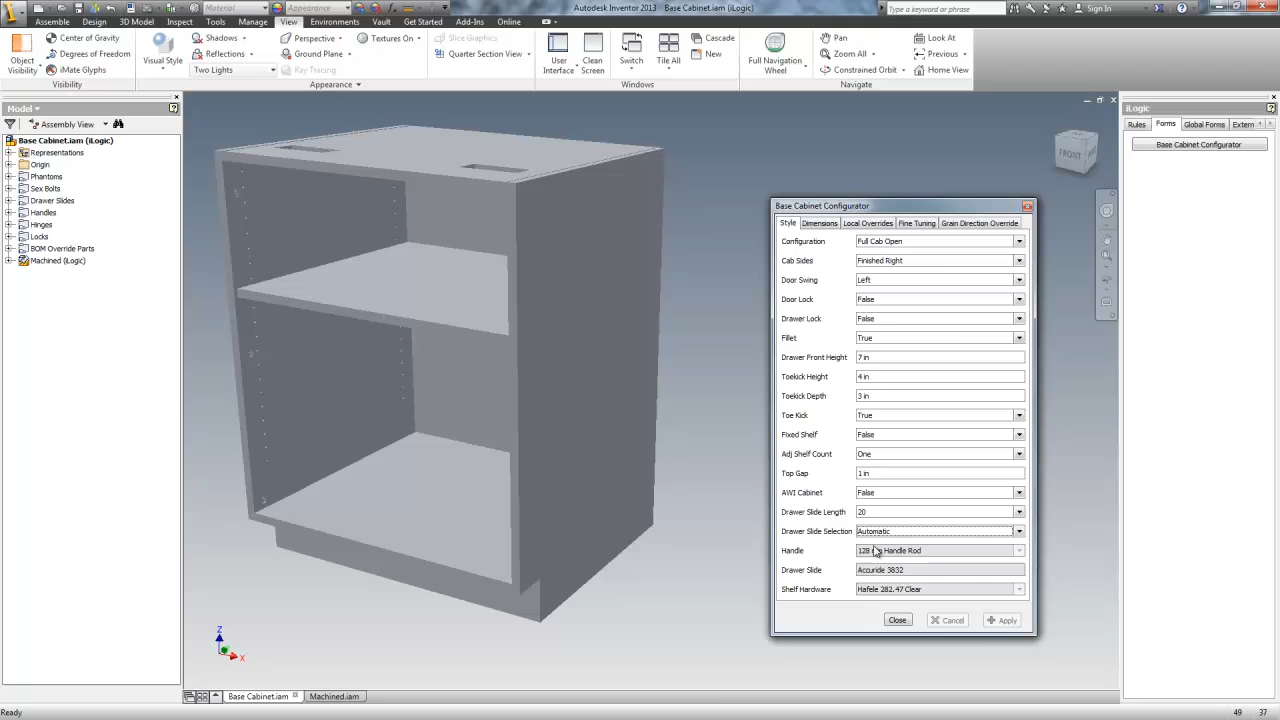 Material
Appearance
Autodesk Inventor 2013   Base Cabinet.iam (iLogic)
Type a keyword or phrase
Sign In
Assemble Design 3D Model Inspect Tools Manage View Environments Vault Get Started Add-Ins Online
Object Visibility
Center of Gravity
Degrees of Freedom
iMate Glyphs
Visibility
Visual Style
Shadows
Reflections
Two Lights
Perspective
Ground Plane
Ray Tracing
Textures On
Appearance
Slice Graphics
Quarter Section View
User Interface
Clean Screen
Switch
Tile All
Cascade
New
Windows
Full Navigation Wheel
Pan
Zoom All
Constrained Orbit
Look At
Previous
Home View
Navigate
Model
Assembly View
Base Cabinet.iam (iLogic)
Representations
Origin
Phantoms
Sex Bolts
Drawer Slides
Handles
Hinges
Locks
BOM Override Parts
Machined (iLogic)
FRONT
iLogic
Rules Forms Global Forms Extern
Base Cabinet Configurator
Base Cabinet Configurator
Style Dimensions Local Overrides Fine Tuning Grain Direction Override
Configuration Full Cab Open
Cab Sides Finished Right
Door Swing Left
Door Lock False
Drawer Lock False
Fillet True
Drawer Front Height 7 in
Toekick Height 4 in
Toekick Depth 3 in
Toe Kick True
Fixed Shelf False
Adj Shelf Count One
Top Gap 1 in
AWI Cabinet False
Drawer Slide Length 20
Drawer Slide Selection Automatic
Handle 128 Handle Rod
Drawer Slide Accuride 3832
Shelf Hardware Hafele 282.47 Clear
Close Cancel Apply
Z
X
Base Cabinet.iam Machined.iam
Ready
49 37